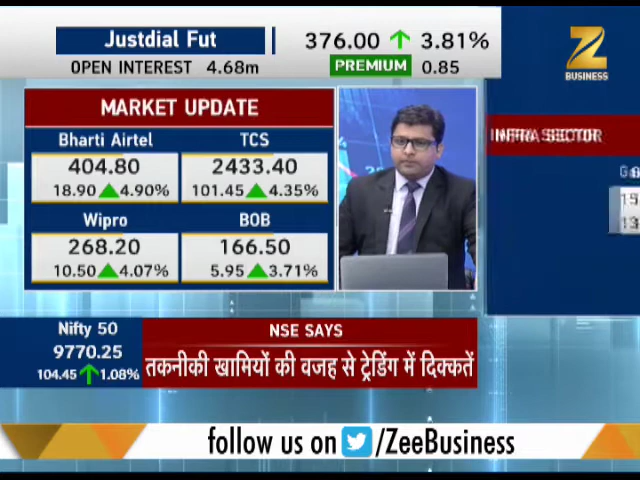 Justdial Fut
376.00 3.81%
OPEN INTEREST 4.68m
PREMIUM 0.85
ZEE
BUSINESS
MARKET UPDATE
Bharti Airtel
404.80
18.90 4.90%
TCS
2433.40
101.45 4.35%
Wipro
268.20
10.50 4.07%
BOB
166.50
5.95 3.71%
SECTOR
Nifty 50
9770.25
104.45 1.08%
NSE SAYS
तकनीकी खामियों की वजह से ट्रेडिंग में दिक्कतें
follow us on /ZeeBusiness